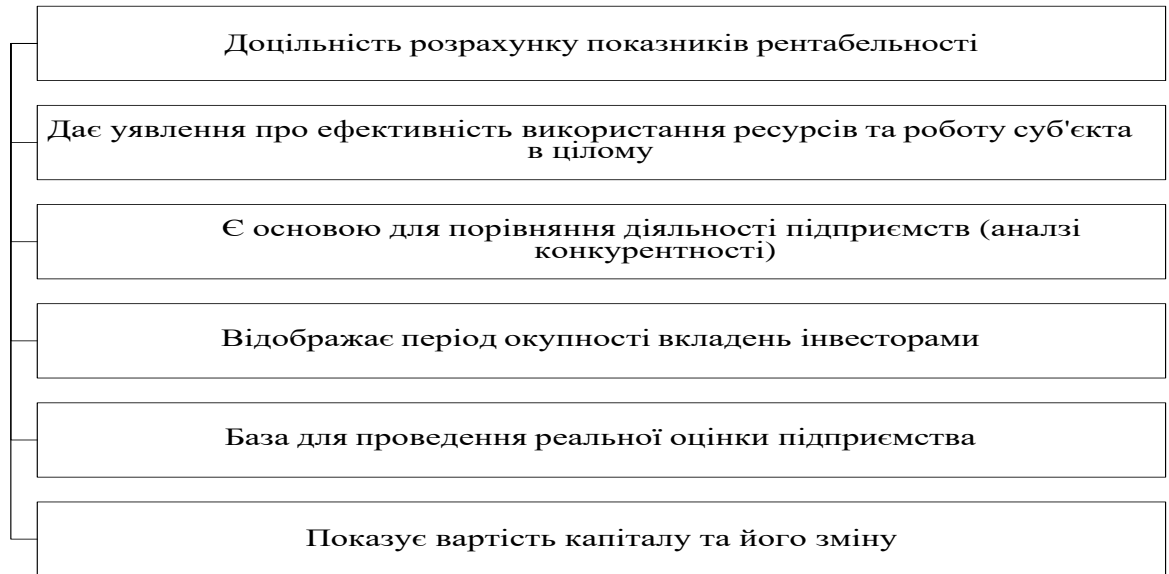 Доцільність розрахунку показників рентабельності
Дає уявлення про ефективність використання ресурсів та роботу суб'єкта
в цілому
Є основою для порівняння діяльності підприємств (аналзі
конкурентності)
Відображає період окупності вкладень інвесторами
База для проведення реальної оцінки підприємства
Показує вартість капіталу та його зміну